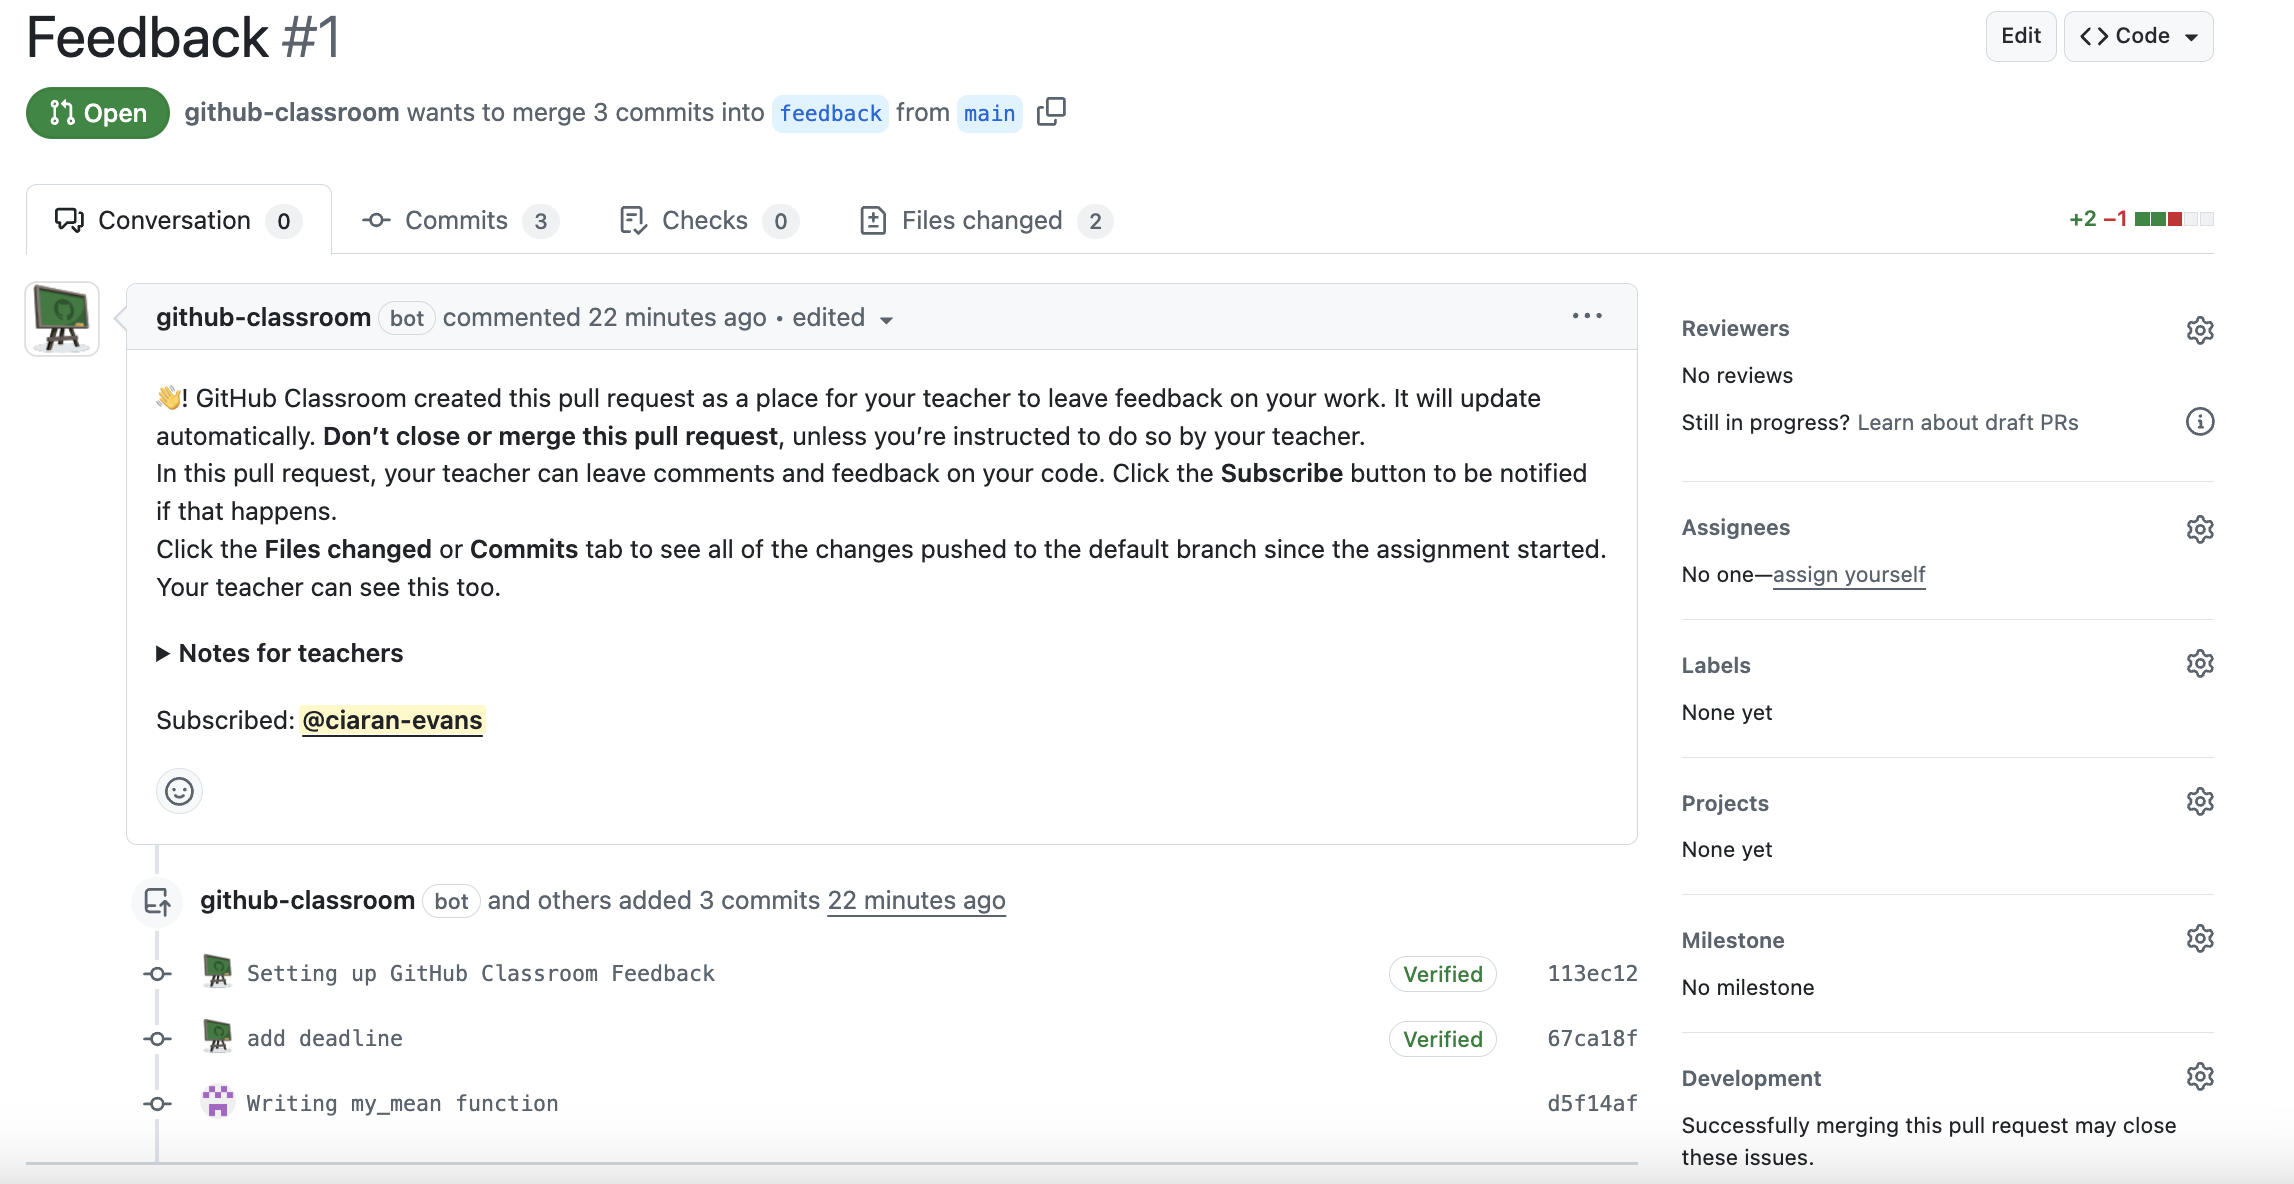 Feedback #1
Edit
<> Code
Open
github-classroom wants to merge 3 commits into feedback from main
Conversation 0
Commits 3
Checks 0
Files changed 2
+2 −1
github-classroom bot commented 22 minutes ago • edited
👋! GitHub Classroom created this pull request as a place for your teacher to leave feedback on your work. It will update
automatically. Don’t close or merge this pull request, unless you’re instructed to do so by your teacher.
In this pull request, your teacher can leave comments and feedback on your code. Click the Subscribe button to be notified
if that happens.
Click the Files changed or Commits tab to see all of the changes pushed to the default branch since the assignment started.
Your teacher can see this too.
Notes for teachers
Subscribed: @ciaran-evans
github-classroom bot and others added 3 commits 22 minutes ago
Setting up GitHub Classroom Feedback Verified 113ec12
add deadline Verified 67ca18f
Writing my_mean function d5f14af
Reviewers
No reviews
Still in progress? Learn about draft PRs
Assignees
No one—assign yourself
Labels
None yet
Projects
None yet
Milestone
No milestone
Development
Successfully merging this pull request may close
these issues.